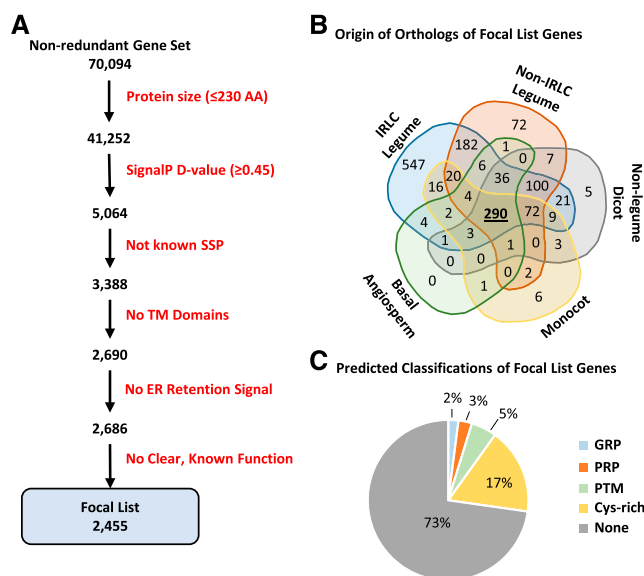 A
Non-redundant Gene Set
70,094
Protein size (≤230 AA)
41,252
SignalP D-value (≥0.45)
5,064
Not known SSP
3,388
No TM Domains
2,690
No ER Retention Signal
2,686
No Clear, Known Function
Focal List
2,455
B
Origin of Orthologs of Focal List Genes
Non-IRLC
Legume
IRLC
Legume
Non-legume
Dicot
Basal
Angiosperm
Monocot
72
182
1
6
0
7
547
20
36
5
16
4
100
21
4
2
290
72
9
1
3
1
0
3
0
0
0
2
0
1
6
C
Predicted Classifications of Focal List Genes
2%
3%
5%
17%
73%
GRP
PRP
PTM
Cys-rich
None